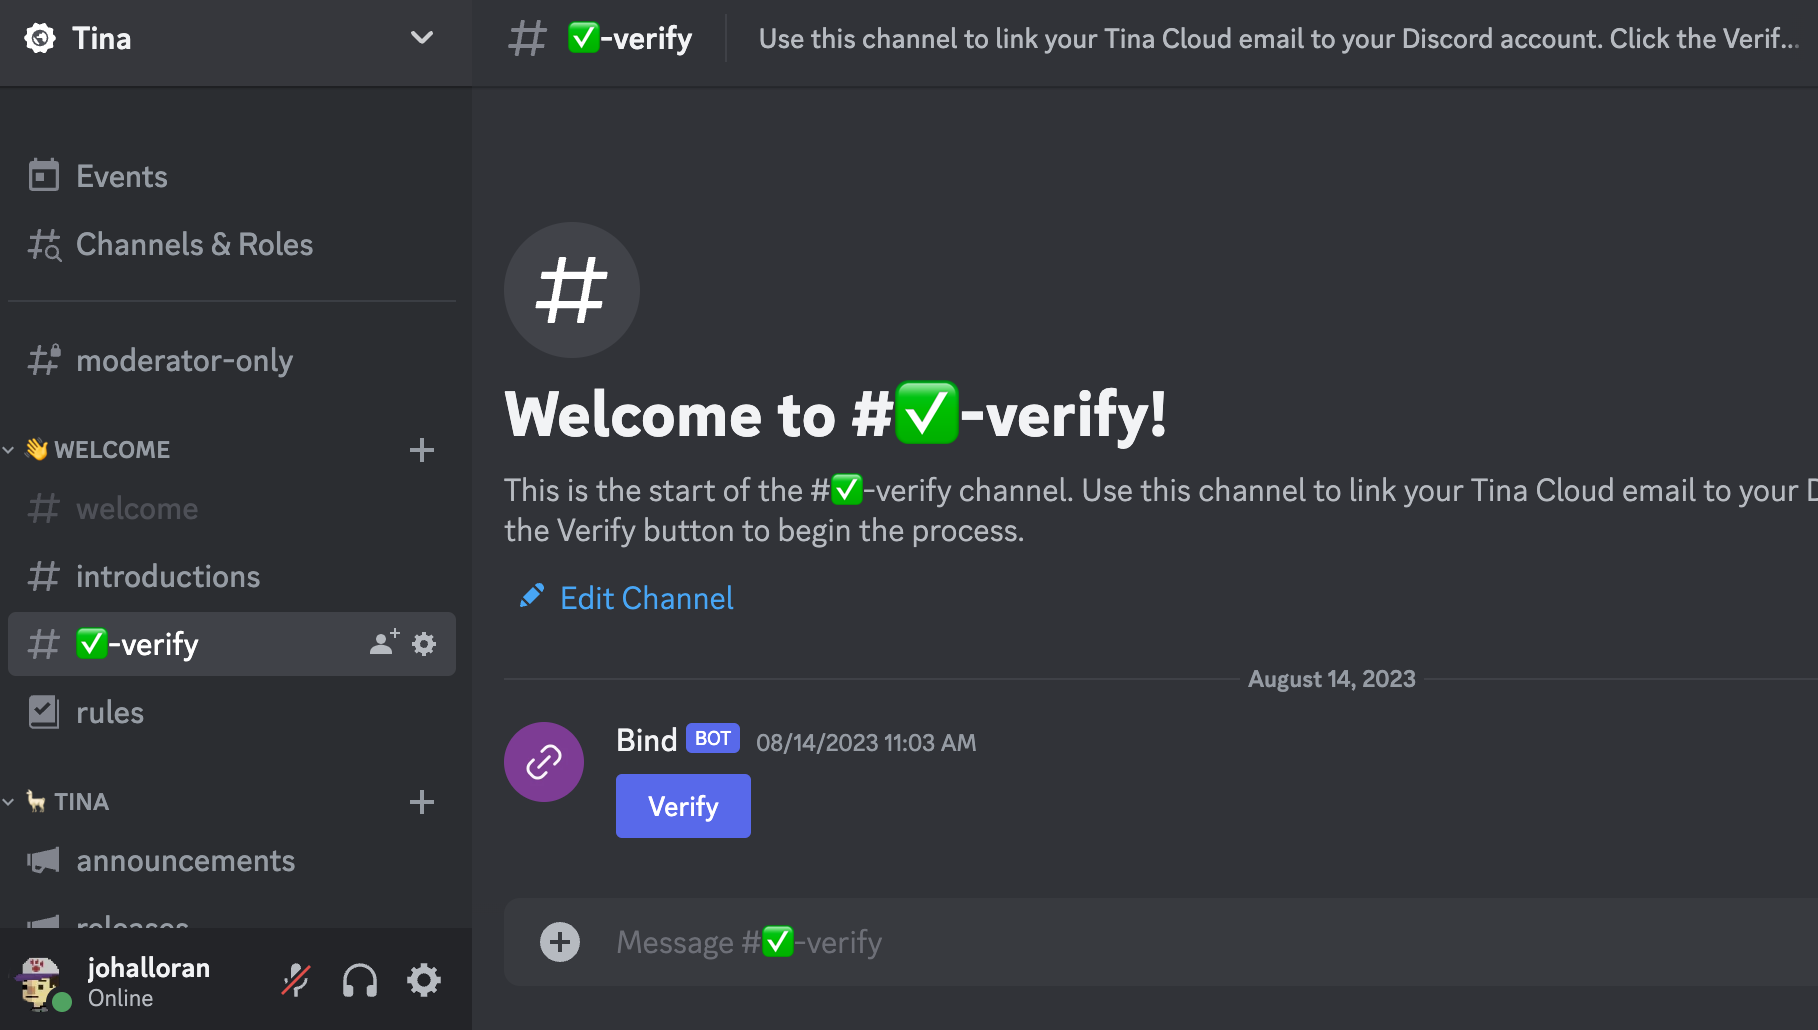 Tina
Events
Channels & Roles
moderator-only
👋 WELCOME
welcome
introductions
✅-verify
rules
🦙 TINA
announcements
releases
johalloran
Online
✅-verify
Use this channel to link your Tina Cloud email to your Discord account. Click the Verif...
Welcome to #✅-verify!
This is the start of the #✅-verify channel. Use this channel to link your Tina Cloud email to your D
the Verify button to begin the process.
Edit Channel
August 14, 2023
Bind BOT 08/14/2023 11:03 AM
Verify
Message #✅-verify